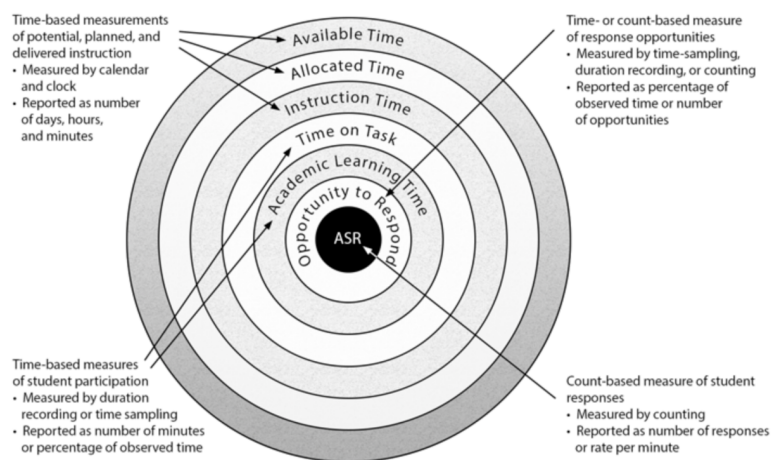 Time-based measurements
of potential, planned, and
delivered instruction
• Measured by calendar
and clock
• Reported as number
of days, hours,
and minutes
Time- or count-based measure
of response opportunities
• Measured by time-sampling,
duration recording, or counting
• Reported as percentage of
observed time or number
of opportunities
Available Time
Allocated Time
Instruction Time
Time on Task
Academic Learning Time
Opportunity to Respond
ASR
Time-based measures
of student participation
• Measured by duration
recording or time sampling
• Reported as number of minutes
or percentage of observed time
Count-based measure of student
responses
• Measured by counting
• Reported as number of responses
or rate per minute